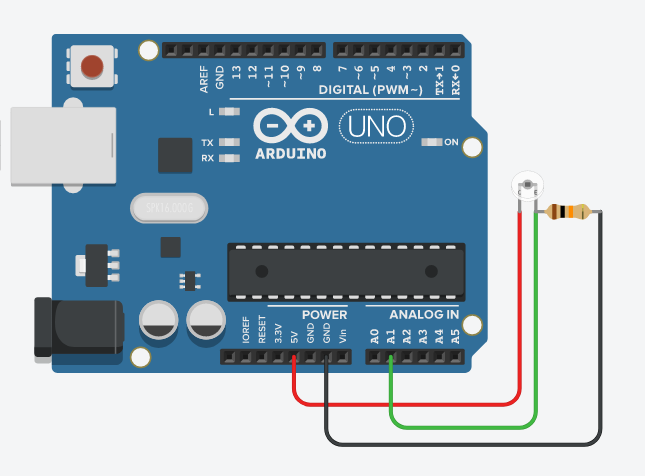 AREF
GND
13
12
~11
~10
~9
8
7
~6
~5
4
~3
2
TX→1
RX←0
DIGITAL (PWM~)
L
TX
RX
UNO
ON
ARDUINO
POWER
ANALOG IN
IOREF
RESET
3.3V
5V
GND
GND
Vin
A0
A1
A2
A3
A4
A5